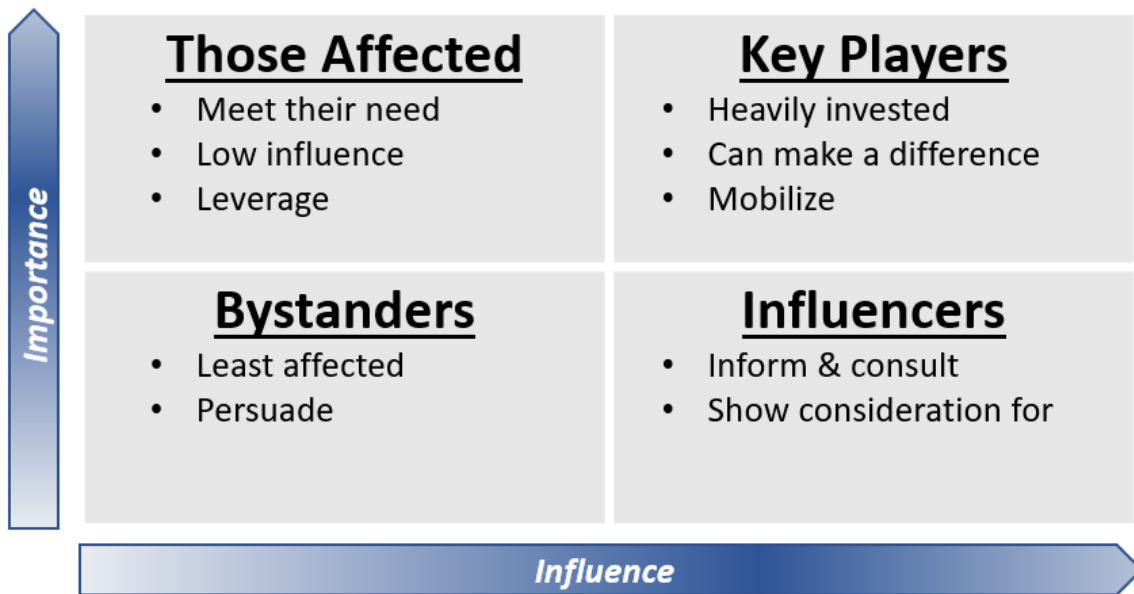 Importance
Those Affected
• Meet their need
• Low influence
• Leverage
Key Players
• Heavily invested
• Can make a difference
• Mobilize
Bystanders
• Least affected
• Persuade
Influencers
• Inform & consult
• Show consideration for
Influence